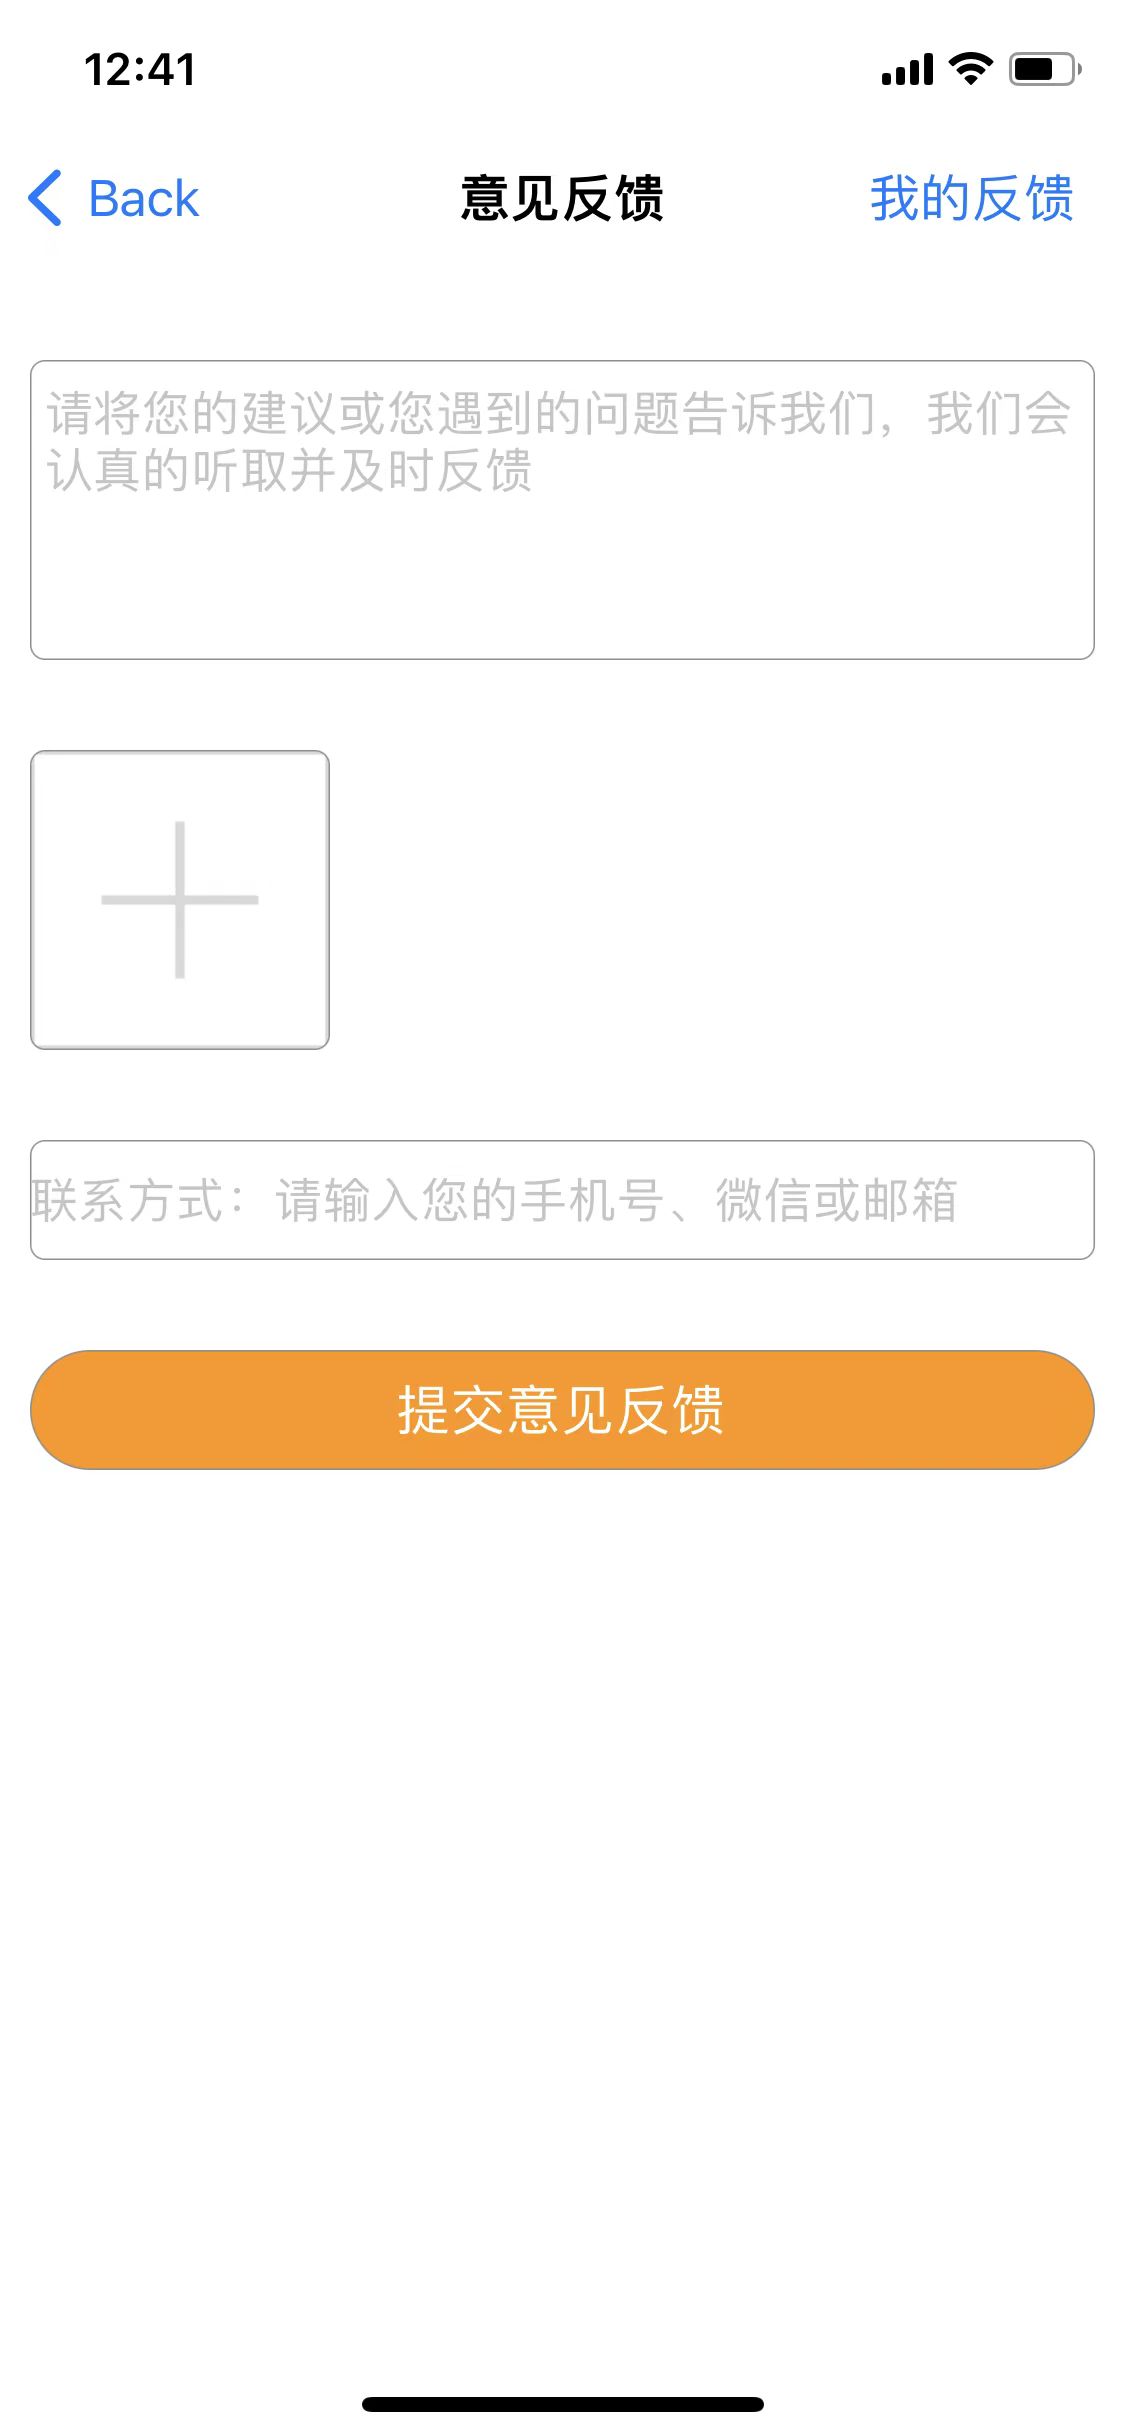 12:41
Back
意见反馈
我的反馈
请将您的建议或您遇到的问题告诉我们，我们会
认真的听取并及时反馈
联系方式：请输入您的手机号、微信或邮箱
提交意见反馈